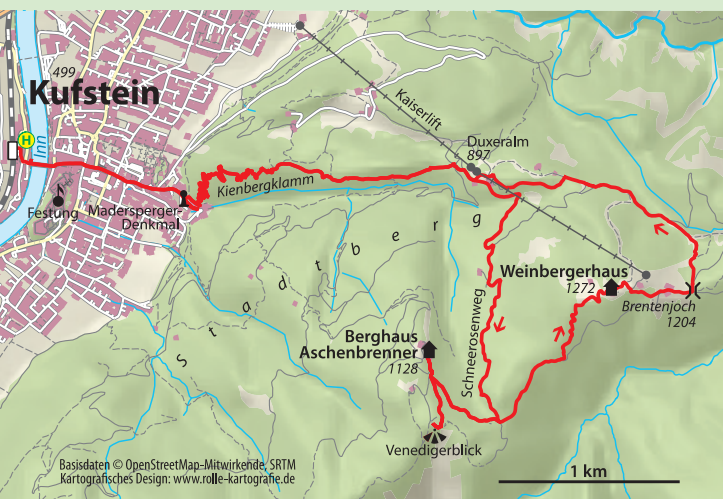 499
Kufstein
H
Inn
Kaiserlift
Duxeralm
897
Kienbergklamm
Festung
Madersperger-
Denkmal
Stadtberg
Schneerosenweg
Weinbergerhaus
1272
Brentenjoch
1204
Berghaus
Aschenbrenner
1128
Venedigerblick
Basisdaten © OpenStreetMap-Mitwirkende, SRTM
Kartografisches Design: www.rolle-kartografie.de
1 km